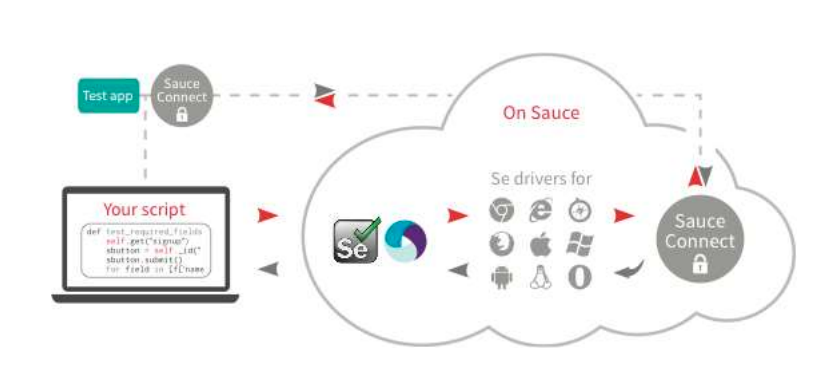 Test app
Sauce
Connect
On Sauce
Se drivers for
Your script
def test_required_fields
self.get("signup")
sbutton = self._id("
sbutton.submit()
for field in [f['name
Se
Sauce
Connect